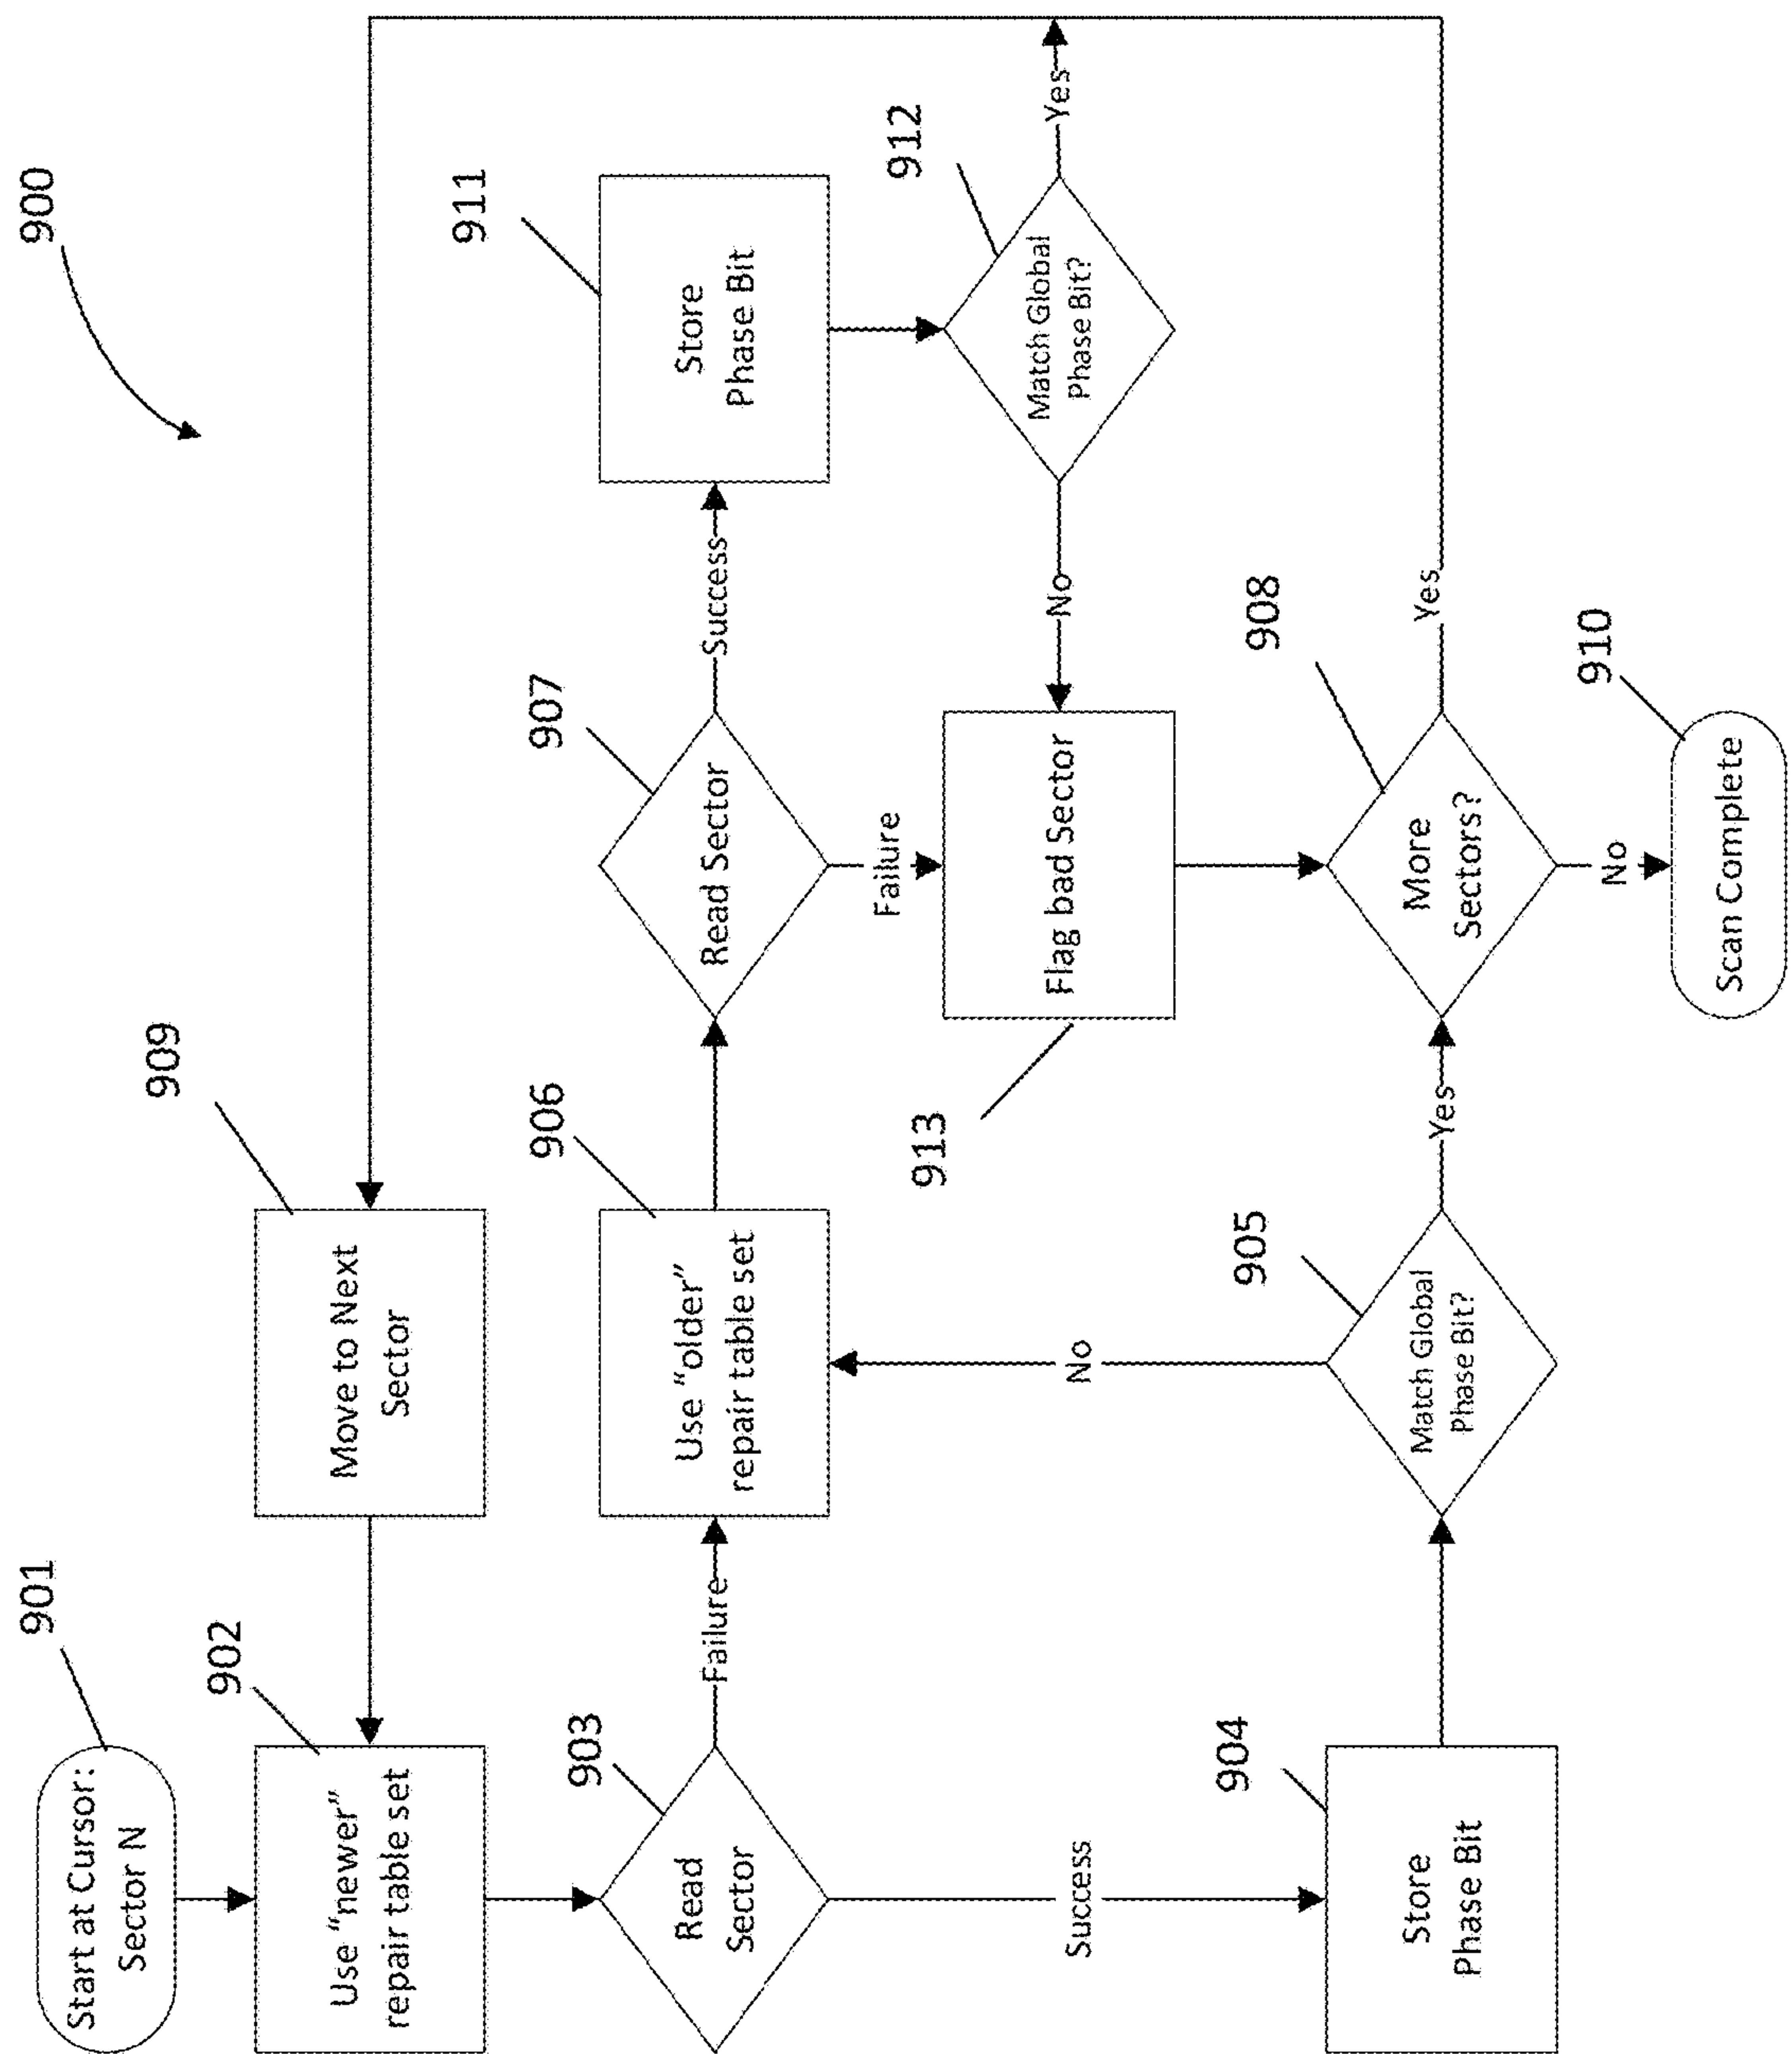 900
901
Start at Cursor:
Sector N
902
Use “newer”
repair table set
909
Move to Next
Sector
903
Read
Sector
Failure
906
Use “older”
repair table set
907
Read Sector
Success
911
Store
Phase Bit
Failure
913
Flag bad Sector
No
912
Match Global
Phase Bit?
Yes
Success
904
Store
Phase Bit
No
905
Match Global
Phase Bit?
Yes
908
More
Sectors?
Yes
No
910
Scan Complete